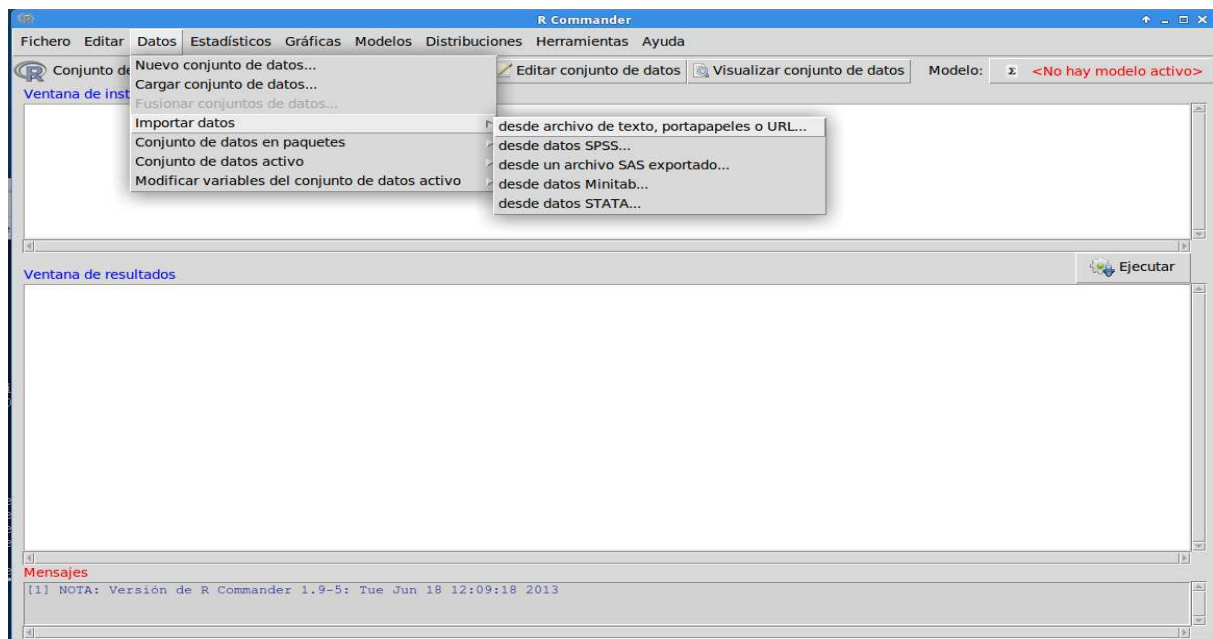 R Commander
Fichero Editar Datos Estadísticos Gráficas Modelos Distribuciones Herramientas Ayuda
R Conjunto de Editar conjunto de datos Visualizar conjunto de datos Modelo: Σ <No hay modelo activo>
Nuevo conjunto de datos...
Cargar conjunto de datos...
Ventana de inst
Fusionar conjuntos de datos...
Importar datos
Conjunto de datos en paquetes
Conjunto de datos activo
Modificar variables del conjunto de datos activo
desde archivo de texto, portapapeles o URL...
desde datos SPSS...
desde un archivo SAS exportado...
desde datos Minitab...
desde datos STATA...
Ejecutar
Ventana de resultados
Mensajes
[1] NOTA: Versión de R Commander 1.9-5: Tue Jun 18 12:09:18 2013